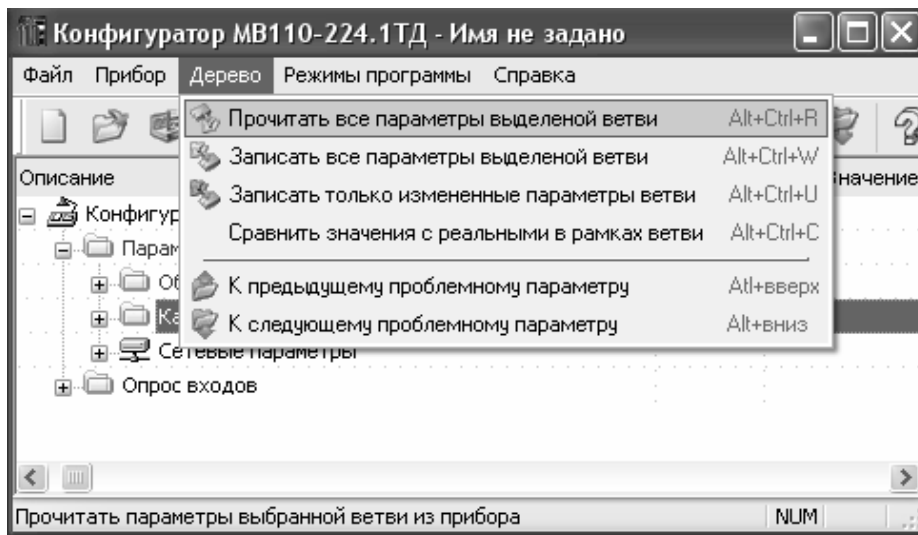 Конфигуратор МВ110-224.1ТД - Имя не задано
Файл Прибор Дерево Режимы программы Справка
Прочитать все параметры выделеной ветви Alt+Ctrl+R
Записать все параметры выделеной ветви Alt+Ctrl+W
Описание
Записать только измененные параметры ветви Alt+Ctrl+U
начение
Конфигур
Сравнить значения с реальными в рамках ветви Alt+Ctrl+C
Парам
Об
К предыдущему проблемному параметру Atl+вверх
Ка
К следующему проблемному параметру Alt+вниз
Сетевые параметры
Опрос входов
Прочитать параметры выбранной ветви из прибора NUM